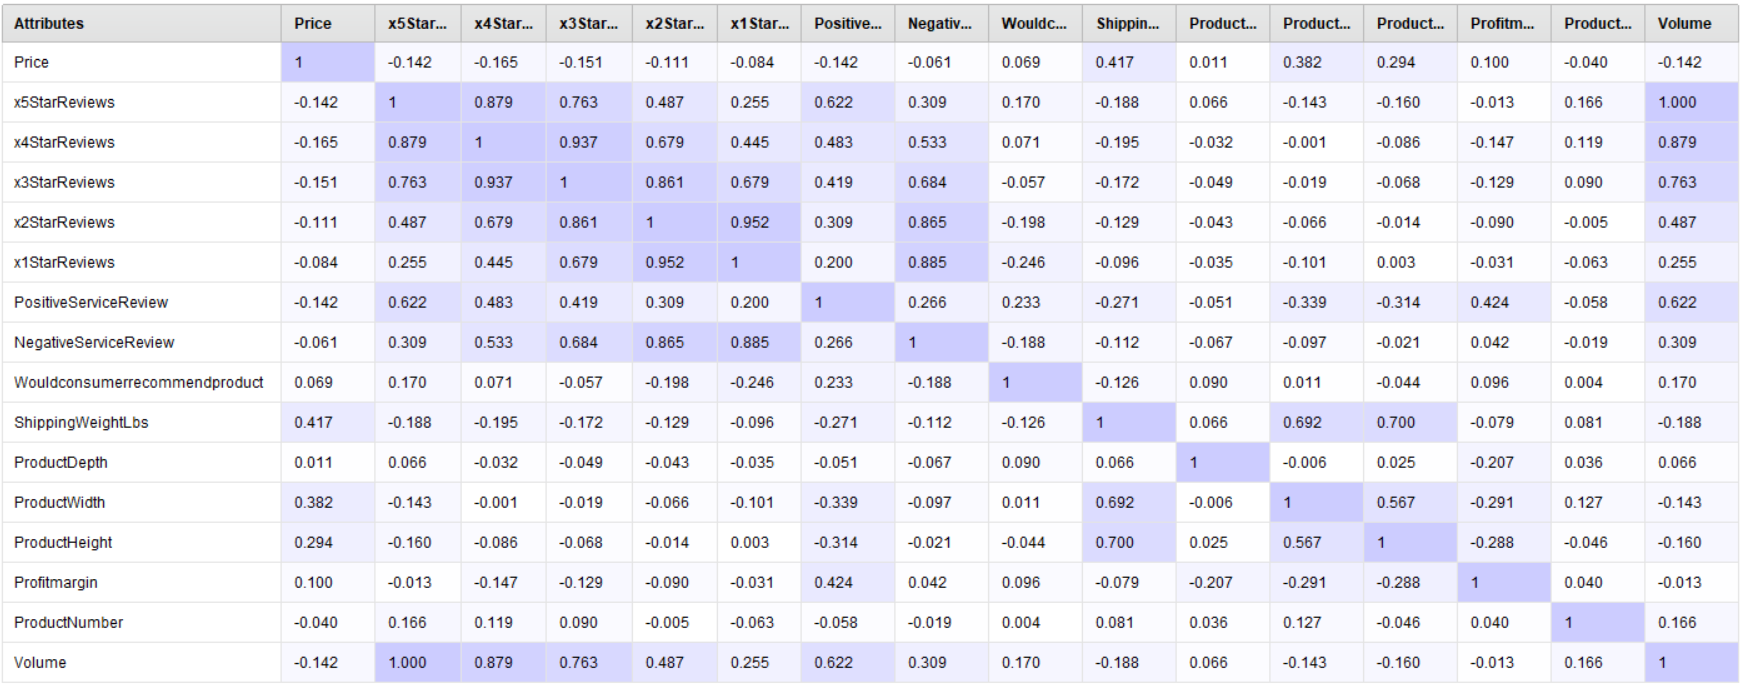 Attributes Price x5Star... x4Star... x3Star... x2Star... x1Star... Positive... Negativ... Wouldc... Shippin... Product... Product... Product... Profitm... Product... Volume
Price 1 -0.142 -0.165 -0.151 -0.111 -0.084 -0.142 -0.061 0.069 0.417 0.011 0.382 0.294 0.100 -0.040 -0.142
x5StarReviews -0.142 1 0.879 0.763 0.487 0.255 0.622 0.309 0.170 -0.188 0.066 -0.143 -0.160 -0.013 0.166 1.000
x4StarReviews -0.165 0.879 1 0.937 0.679 0.445 0.483 0.533 0.071 -0.195 -0.032 -0.001 -0.086 -0.147 0.119 0.879
x3StarReviews -0.151 0.763 0.937 1 0.861 0.679 0.419 0.684 -0.057 -0.172 -0.049 -0.019 -0.068 -0.129 0.090 0.763
x2StarReviews -0.111 0.487 0.679 0.861 1 0.952 0.309 0.865 -0.198 -0.129 -0.043 -0.066 -0.014 -0.090 -0.005 0.487
x1StarReviews -0.084 0.255 0.445 0.679 0.952 1 0.200 0.885 -0.246 -0.096 -0.035 -0.101 0.003 -0.031 -0.063 0.255
PositiveServiceReview -0.142 0.622 0.483 0.419 0.309 0.200 1 0.266 0.233 -0.271 -0.051 -0.339 -0.314 0.424 -0.058 0.622
NegativeServiceReview -0.061 0.309 0.533 0.684 0.865 0.885 0.266 1 -0.188 -0.112 -0.067 -0.097 -0.021 0.042 -0.019 0.309
Wouldconsumerrecommendproduct 0.069 0.170 0.071 -0.057 -0.198 -0.246 0.233 -0.188 1 -0.126 0.090 0.011 -0.044 0.096 0.004 0.170
ShippingWeightLbs 0.417 -0.188 -0.195 -0.172 -0.129 -0.096 -0.271 -0.112 -0.126 1 0.066 0.692 0.700 -0.079 0.081 -0.188
ProductDepth 0.011 0.066 -0.032 -0.049 -0.043 -0.035 -0.051 -0.067 0.090 0.066 1 -0.006 0.025 -0.207 0.036 0.066
ProductWidth 0.382 -0.143 -0.001 -0.019 -0.066 -0.101 -0.339 -0.097 0.011 0.692 -0.006 1 0.567 -0.291 0.127 -0.143
ProductHeight 0.294 -0.160 -0.086 -0.068 -0.014 0.003 -0.314 -0.021 -0.044 0.700 0.025 0.567 1 -0.288 -0.046 -0.160
Profitmargin 0.100 -0.013 -0.147 -0.129 -0.090 -0.031 0.424 0.042 0.096 -0.079 -0.207 -0.291 -0.288 1 0.040 -0.013
ProductNumber -0.040 0.166 0.119 0.090 -0.005 -0.063 -0.058 -0.019 0.004 0.081 0.036 0.127 -0.046 0.040 1 0.166
Volume -0.142 1.000 0.879 0.763 0.487 0.255 0.622 0.309 0.170 -0.188 0.066 -0.143 -0.160 -0.013 0.166 1